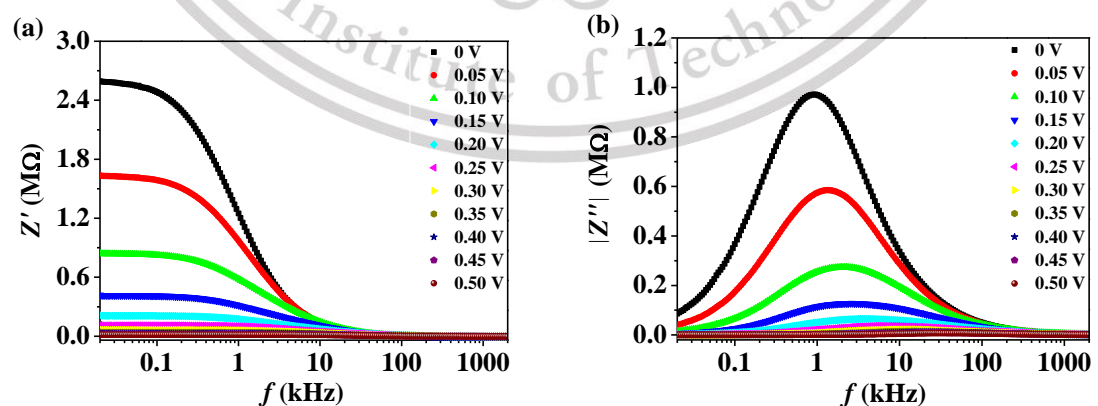 Institute of Techno
(a)
3.0
2.4
1.8
1.2
0.6
0.0
Z′ (MΩ)
0.1 1 10 100 1000
f (kHz)
0 V
0.05 V
0.10 V
0.15 V
0.20 V
0.25 V
0.30 V
0.35 V
0.40 V
0.45 V
0.50 V
(b)
1.2
1.0
0.8
0.6
0.4
0.2
0.0
|Z″| (MΩ)
0.1 1 10 100 1000
f (kHz)
0 V
0.05 V
0.10 V
0.15 V
0.20 V
0.25 V
0.30 V
0.35 V
0.40 V
0.45 V
0.50 V